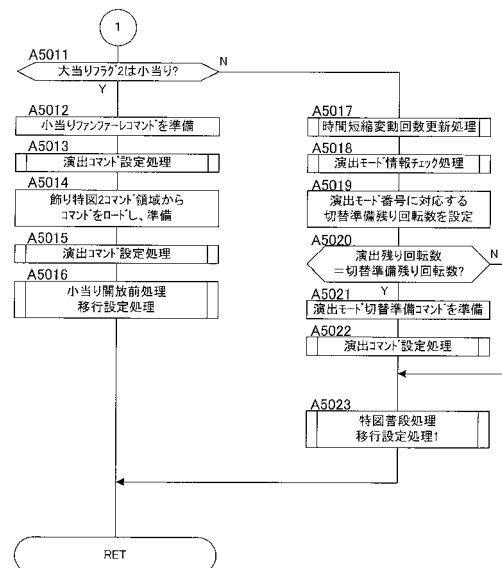 1
A5011
大当りフラグ2は小当り?
N
Y
A5012
小当りファンファーレコマンドを準備
A5013
演出コマンド設定処理
A5014
飾り特図2コマンド領域から
コマンドをロードし、準備
A5015
演出コマンド設定処理
A5016
小当り開放前処理
移行設定処理
A5017
時間短縮変動回数更新処理
A5018
演出モード情報チェック処理
A5019
演出モード番号に対応する
切替準備残り回転数を設定
A5020
演出残り回転数
=切替準備残り回転数?
N
Y
A5021
演出モード切替準備コマンドを準備
A5022
演出コマンド設定処理
A5023
特図普段処理
移行設定処理1
RET